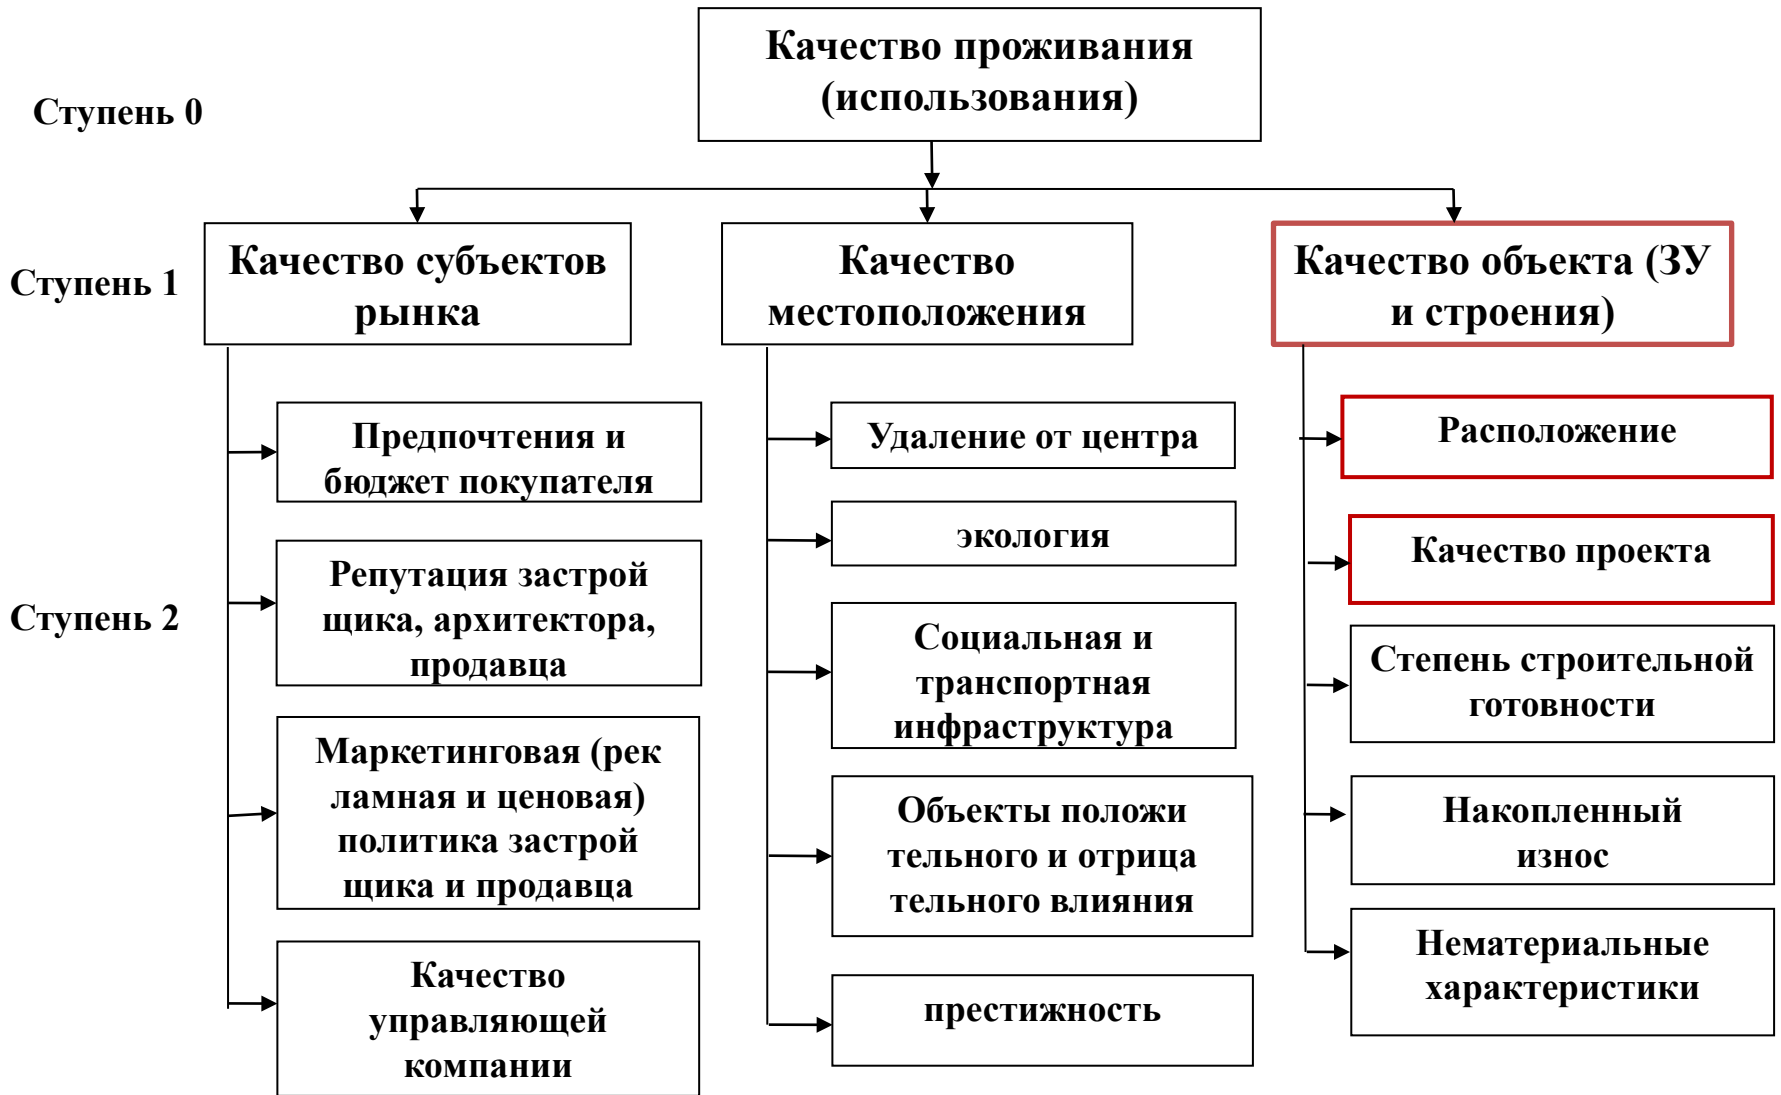 Качество проживания
(использования)
Ступень 0
Ступень 1
Качество субъектов
рынка
Качество
местоположения
Качество объекта (ЗУ
и строения)
Ступень 2
Предпочтения и
бюджет покупателя
Репутация застрой
щика, архитектора,
продавца
Маркетинговая (рек
ламная и ценовая)
политика застрой
щика и продавца
Качество
управляющей
компании
Удаление от центра
экология
Социальная и
транспортная
инфраструктура
Объекты положи
тельного и отрица
тельного влияния
престижность
Расположение
Качество проекта
Степень строительной
готовности
Накопленный
износ
Нематериальные
характеристики